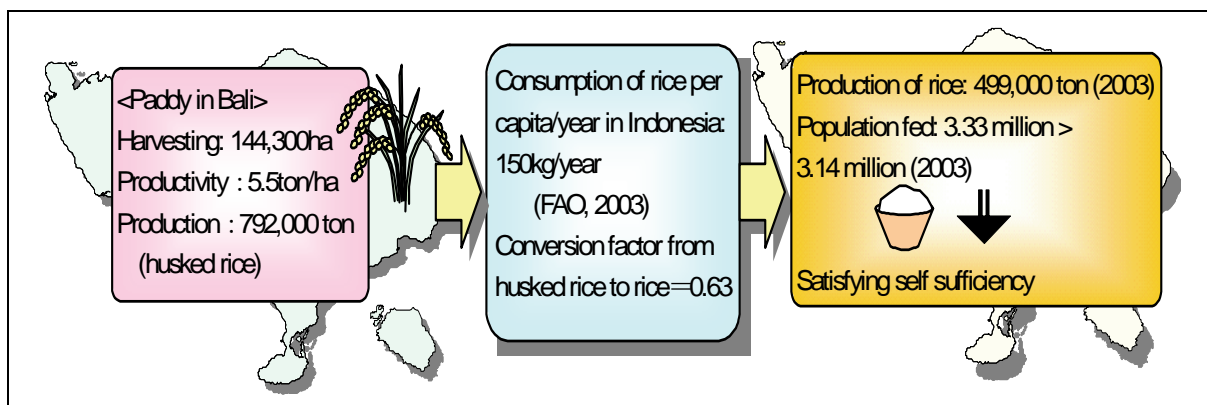 <Paddy in Bali>
Harvesting: 144,300ha
Productivity : 5.5ton/ha
Production : 792,000 ton
(husked rice)
Consumption of rice per
capita/year in Indonesia:
150kg/year
(FAO, 2003)
Conversion factor from
husked rice to rice＝0.63
Production of rice: 499,000 ton (2003)
Population fed: 3.33 million >
3.14 million (2003)
Satisfying self sufficiency